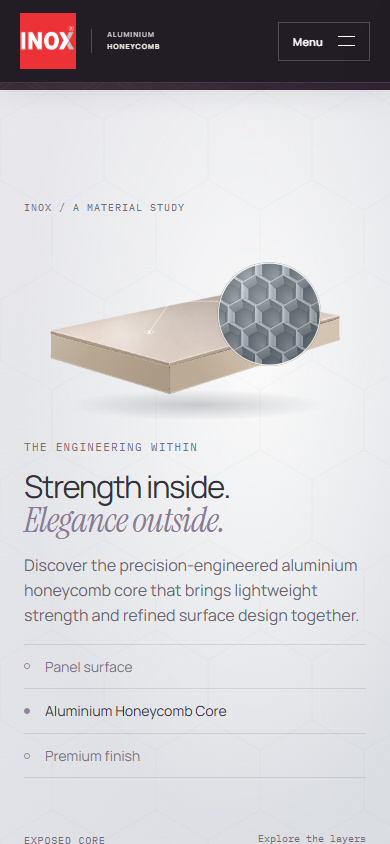 INOX®
ALUMINIUM
HONEYCOMB
Menu
INOX / A MATERIAL STUDY
THE ENGINEERING WITHIN
Strength inside.
Elegance outside.
Discover the precision-engineered aluminium
honeycomb core that brings lightweight
strength and refined surface design together.
Panel surface
Aluminium Honeycomb Core
Premium finish
EXPOSED CORE
Explore the layers